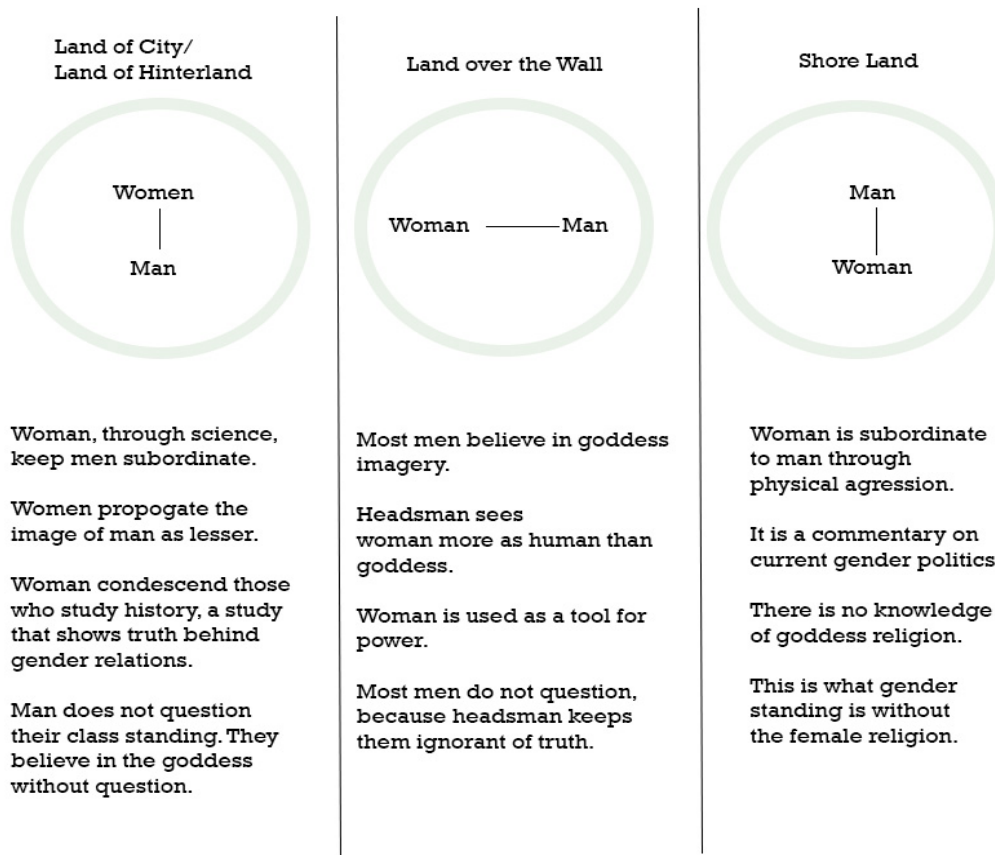 Land of City/
Land of Hinterland
Women
Man
Woman, through science,
keep men subordinate.
Women propogate the
image of man as lesser.
Woman condescend those
who study history, a study
that shows truth behind
gender relations.
Man does not question
their class standing. They
believe in the goddess
without question.
Land over the Wall
Woman
Man
Most men believe in goddess
imagery.
Headsman sees
woman more as human than
goddess.
Woman is used as a tool for
power.
Most men do not question,
because headsman keeps
them ignorant of truth.
Shore Land
Man
Woman
Woman is subordinate
to man through
physical agression.
It is a commentary on
current gender politics
There is no knowledge
of goddess religion.
This is what gender
standing is without
the female religion.